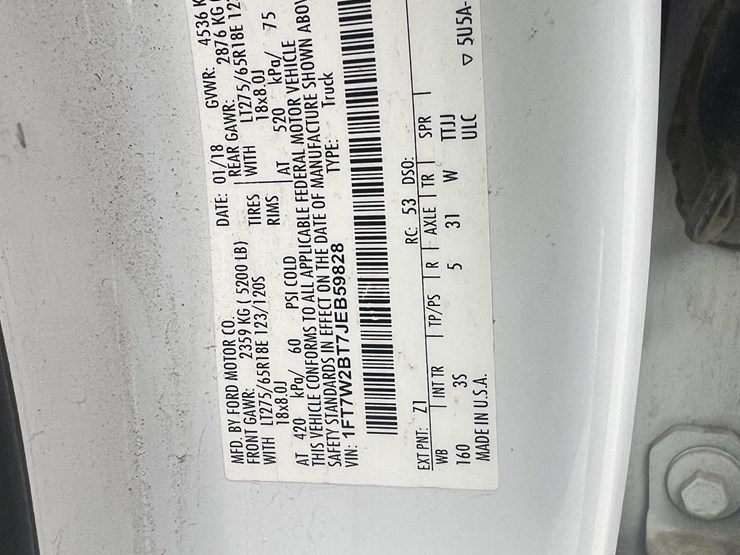 MFD. BY FORD MOTOR CO. DATE: 01/18 GVWR: 4536 K
FRONT GAWR: 2359 KG ( 5200 LB) REAR GAWR: 2876 KG
WITH LT275/65R18E 123/120S TIRES WITH LT275/65R18E 12
18x8.0J RIMS 18x8.0J
AT 420 kPa/ 60 PSI COLD AT 520 kPa/ 75
THIS VEHICLE CONFORMS TO ALL APPLICABLE FEDERAL MOTOR VEHICLE
SAFETY STANDARDS IN EFFECT ON THE DATE OF MANUFACTURE SHOWN ABOV
VIN: 1FT7W2BT7JEB59828 TYPE: Truck
EXT PNT: Z1 RC: 53 DSO:
WB INT TR TP/PS R AXLE TR SPR
160 3S 5 31 W TTJJ
MADE IN U.S.A. ULC
5U5A-